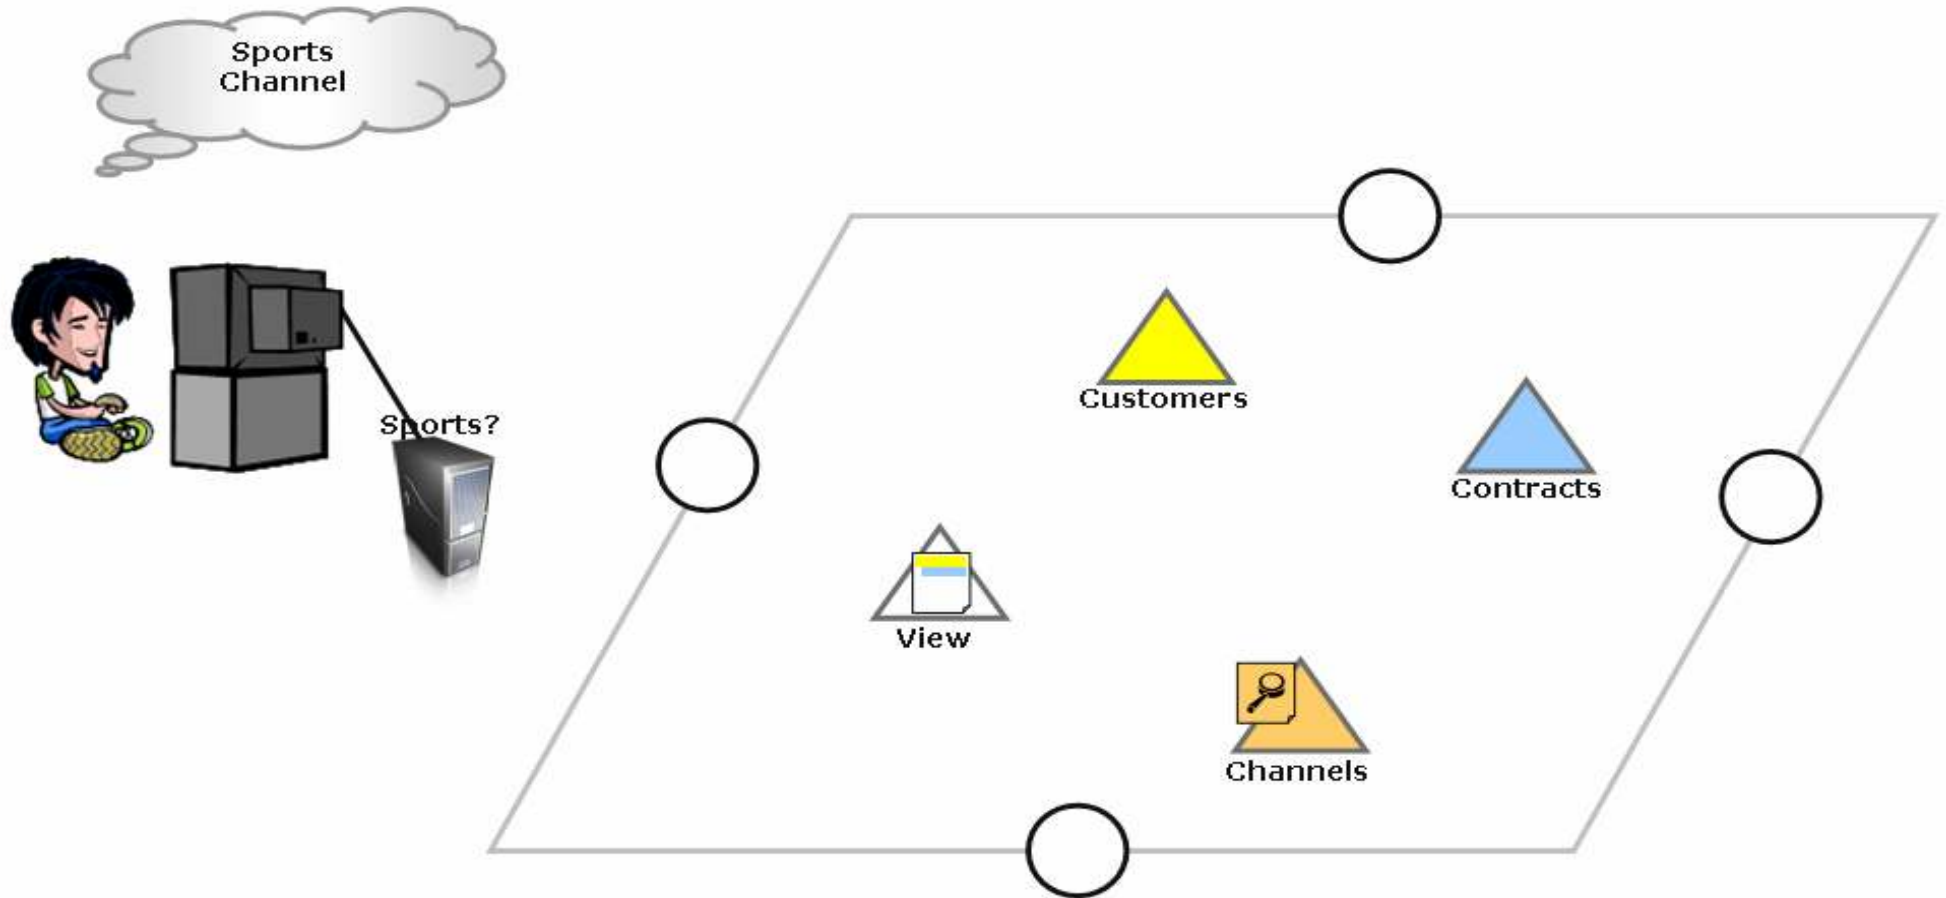 Sports
Channel
Sports?
Customers
Contracts
View
Channels